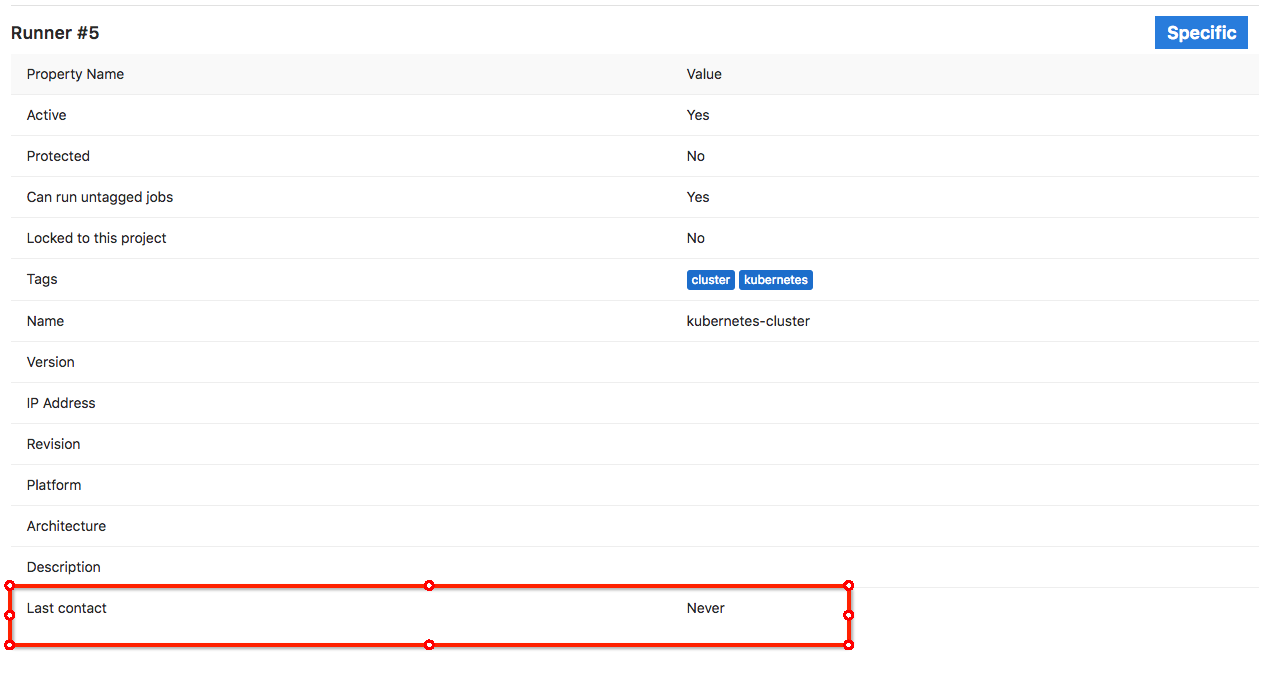 Runner #5 Specific
Property Name Value
Active Yes
Protected No
Can run untagged jobs Yes
Locked to this project No
Tags cluster kubernetes
Name kubernetes-cluster
Version
IP Address
Revision
Platform
Architecture
Description
Last contact Never